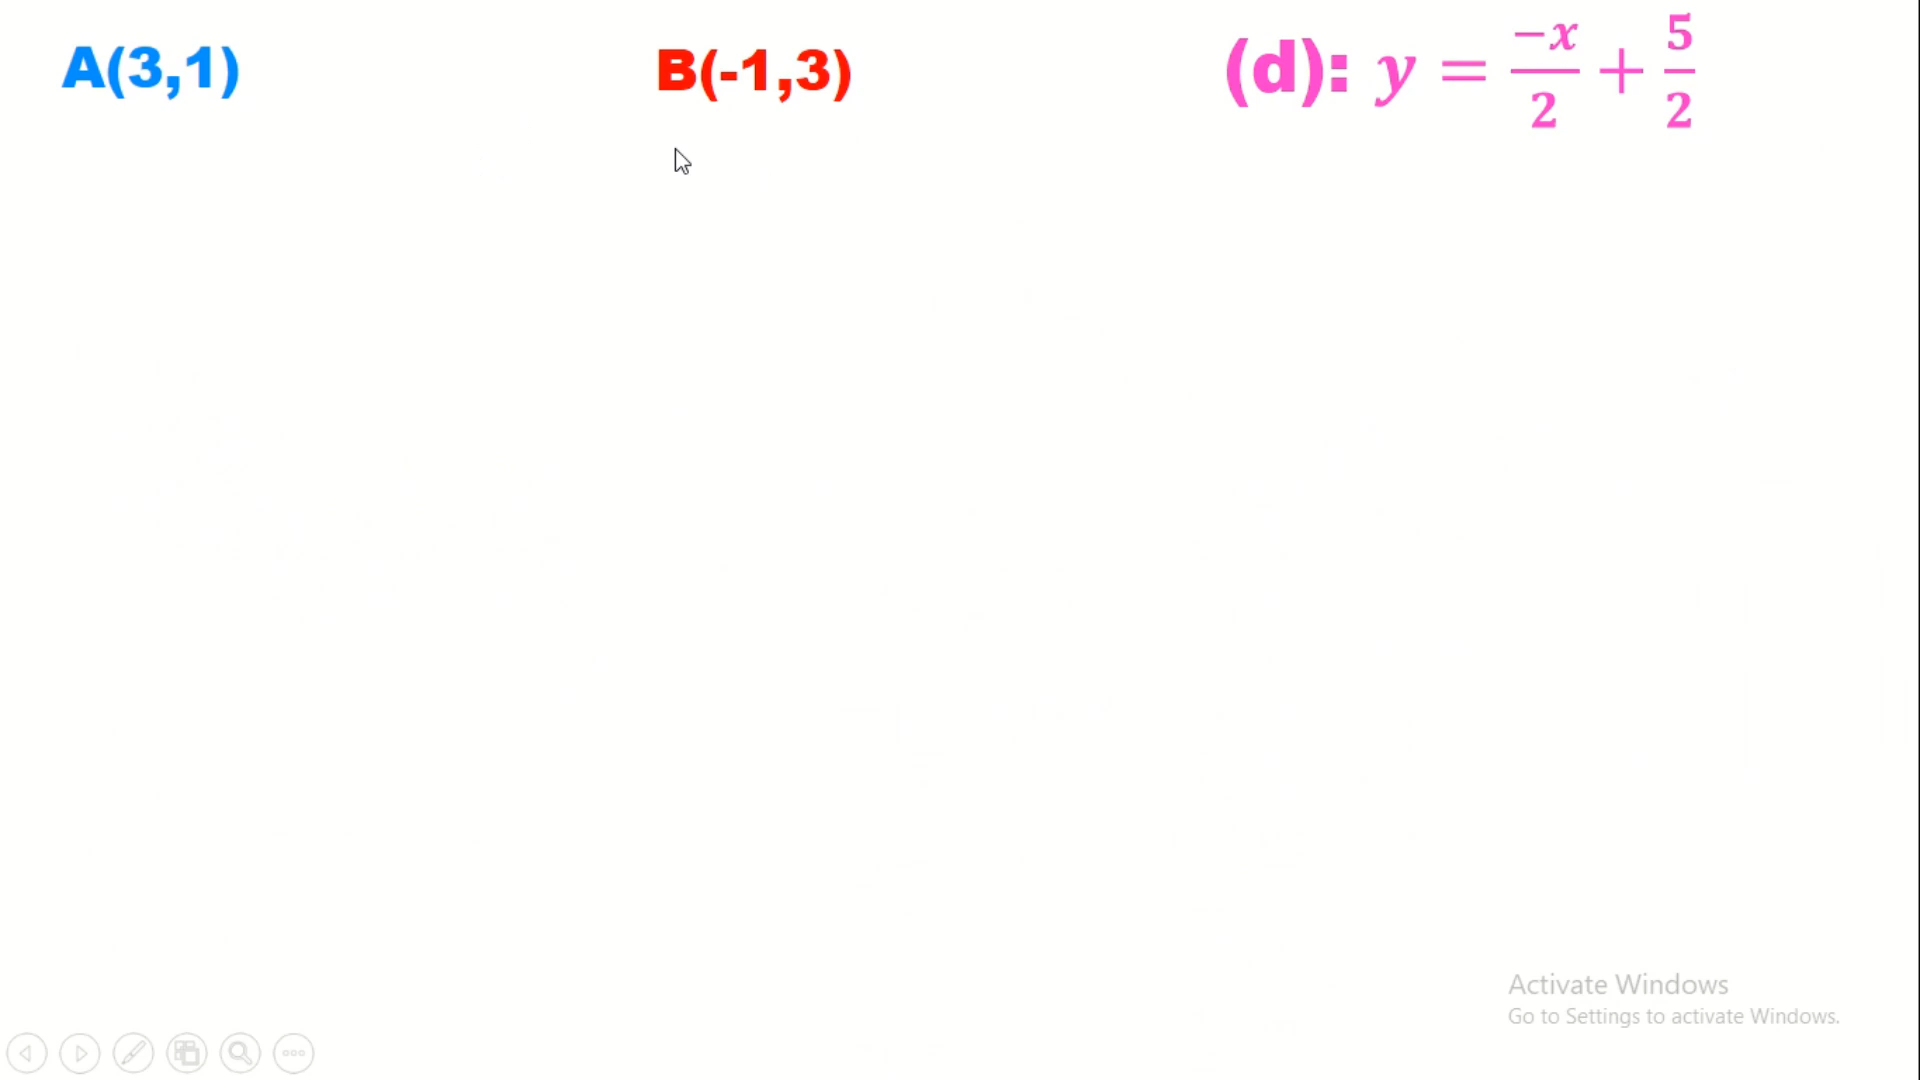 A(3,1)
B(-1,3)
(d): y = -x/2 + 5/2
Activate Windows
Go to Settings to activate Windows.